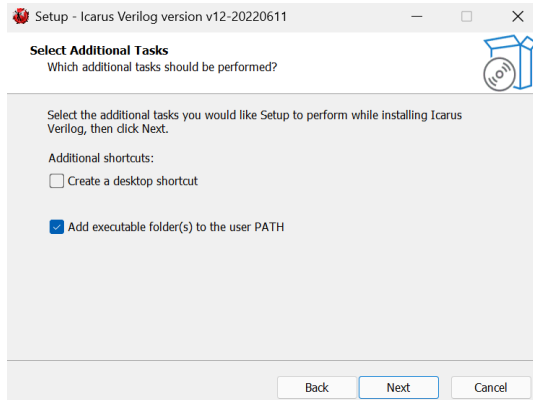 Setup - Icarus Verilog version v12-20220611
Select Additional Tasks
Which additional tasks should be performed?
Select the additional tasks you would like Setup to perform while installing Icarus
Verilog, then click Next.
Additional shortcuts:
Create a desktop shortcut
Add executable folder(s) to the user PATH
Back
Next
Cancel